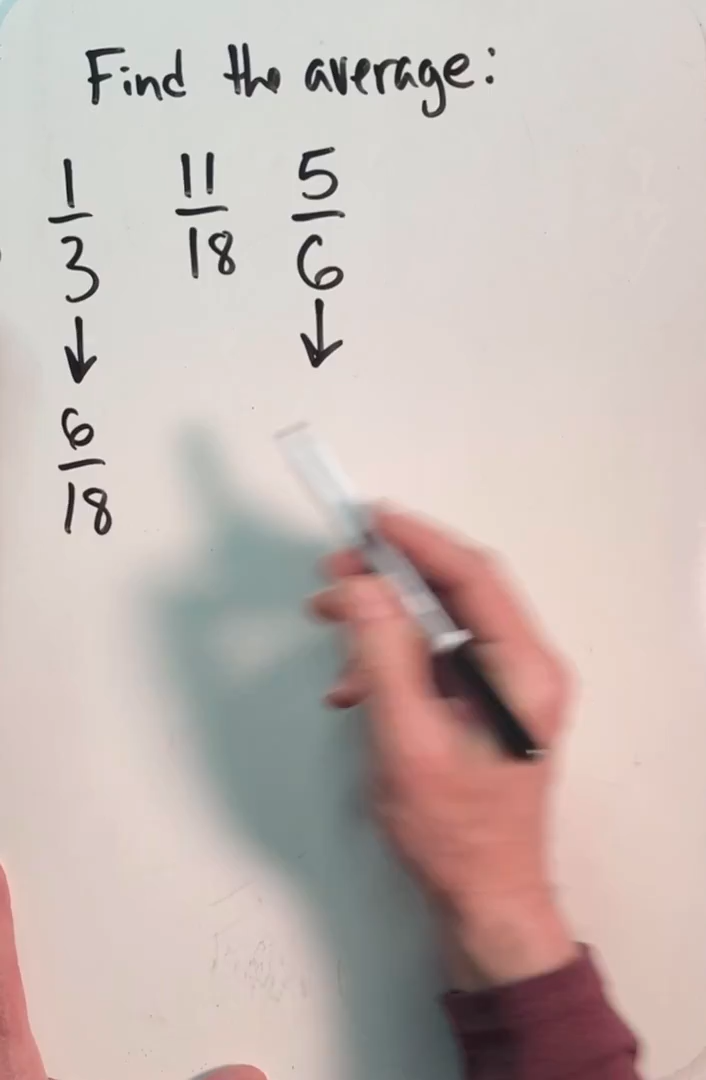 Find the average:
1/3 11/18 5/6
↓ ↓
6/18